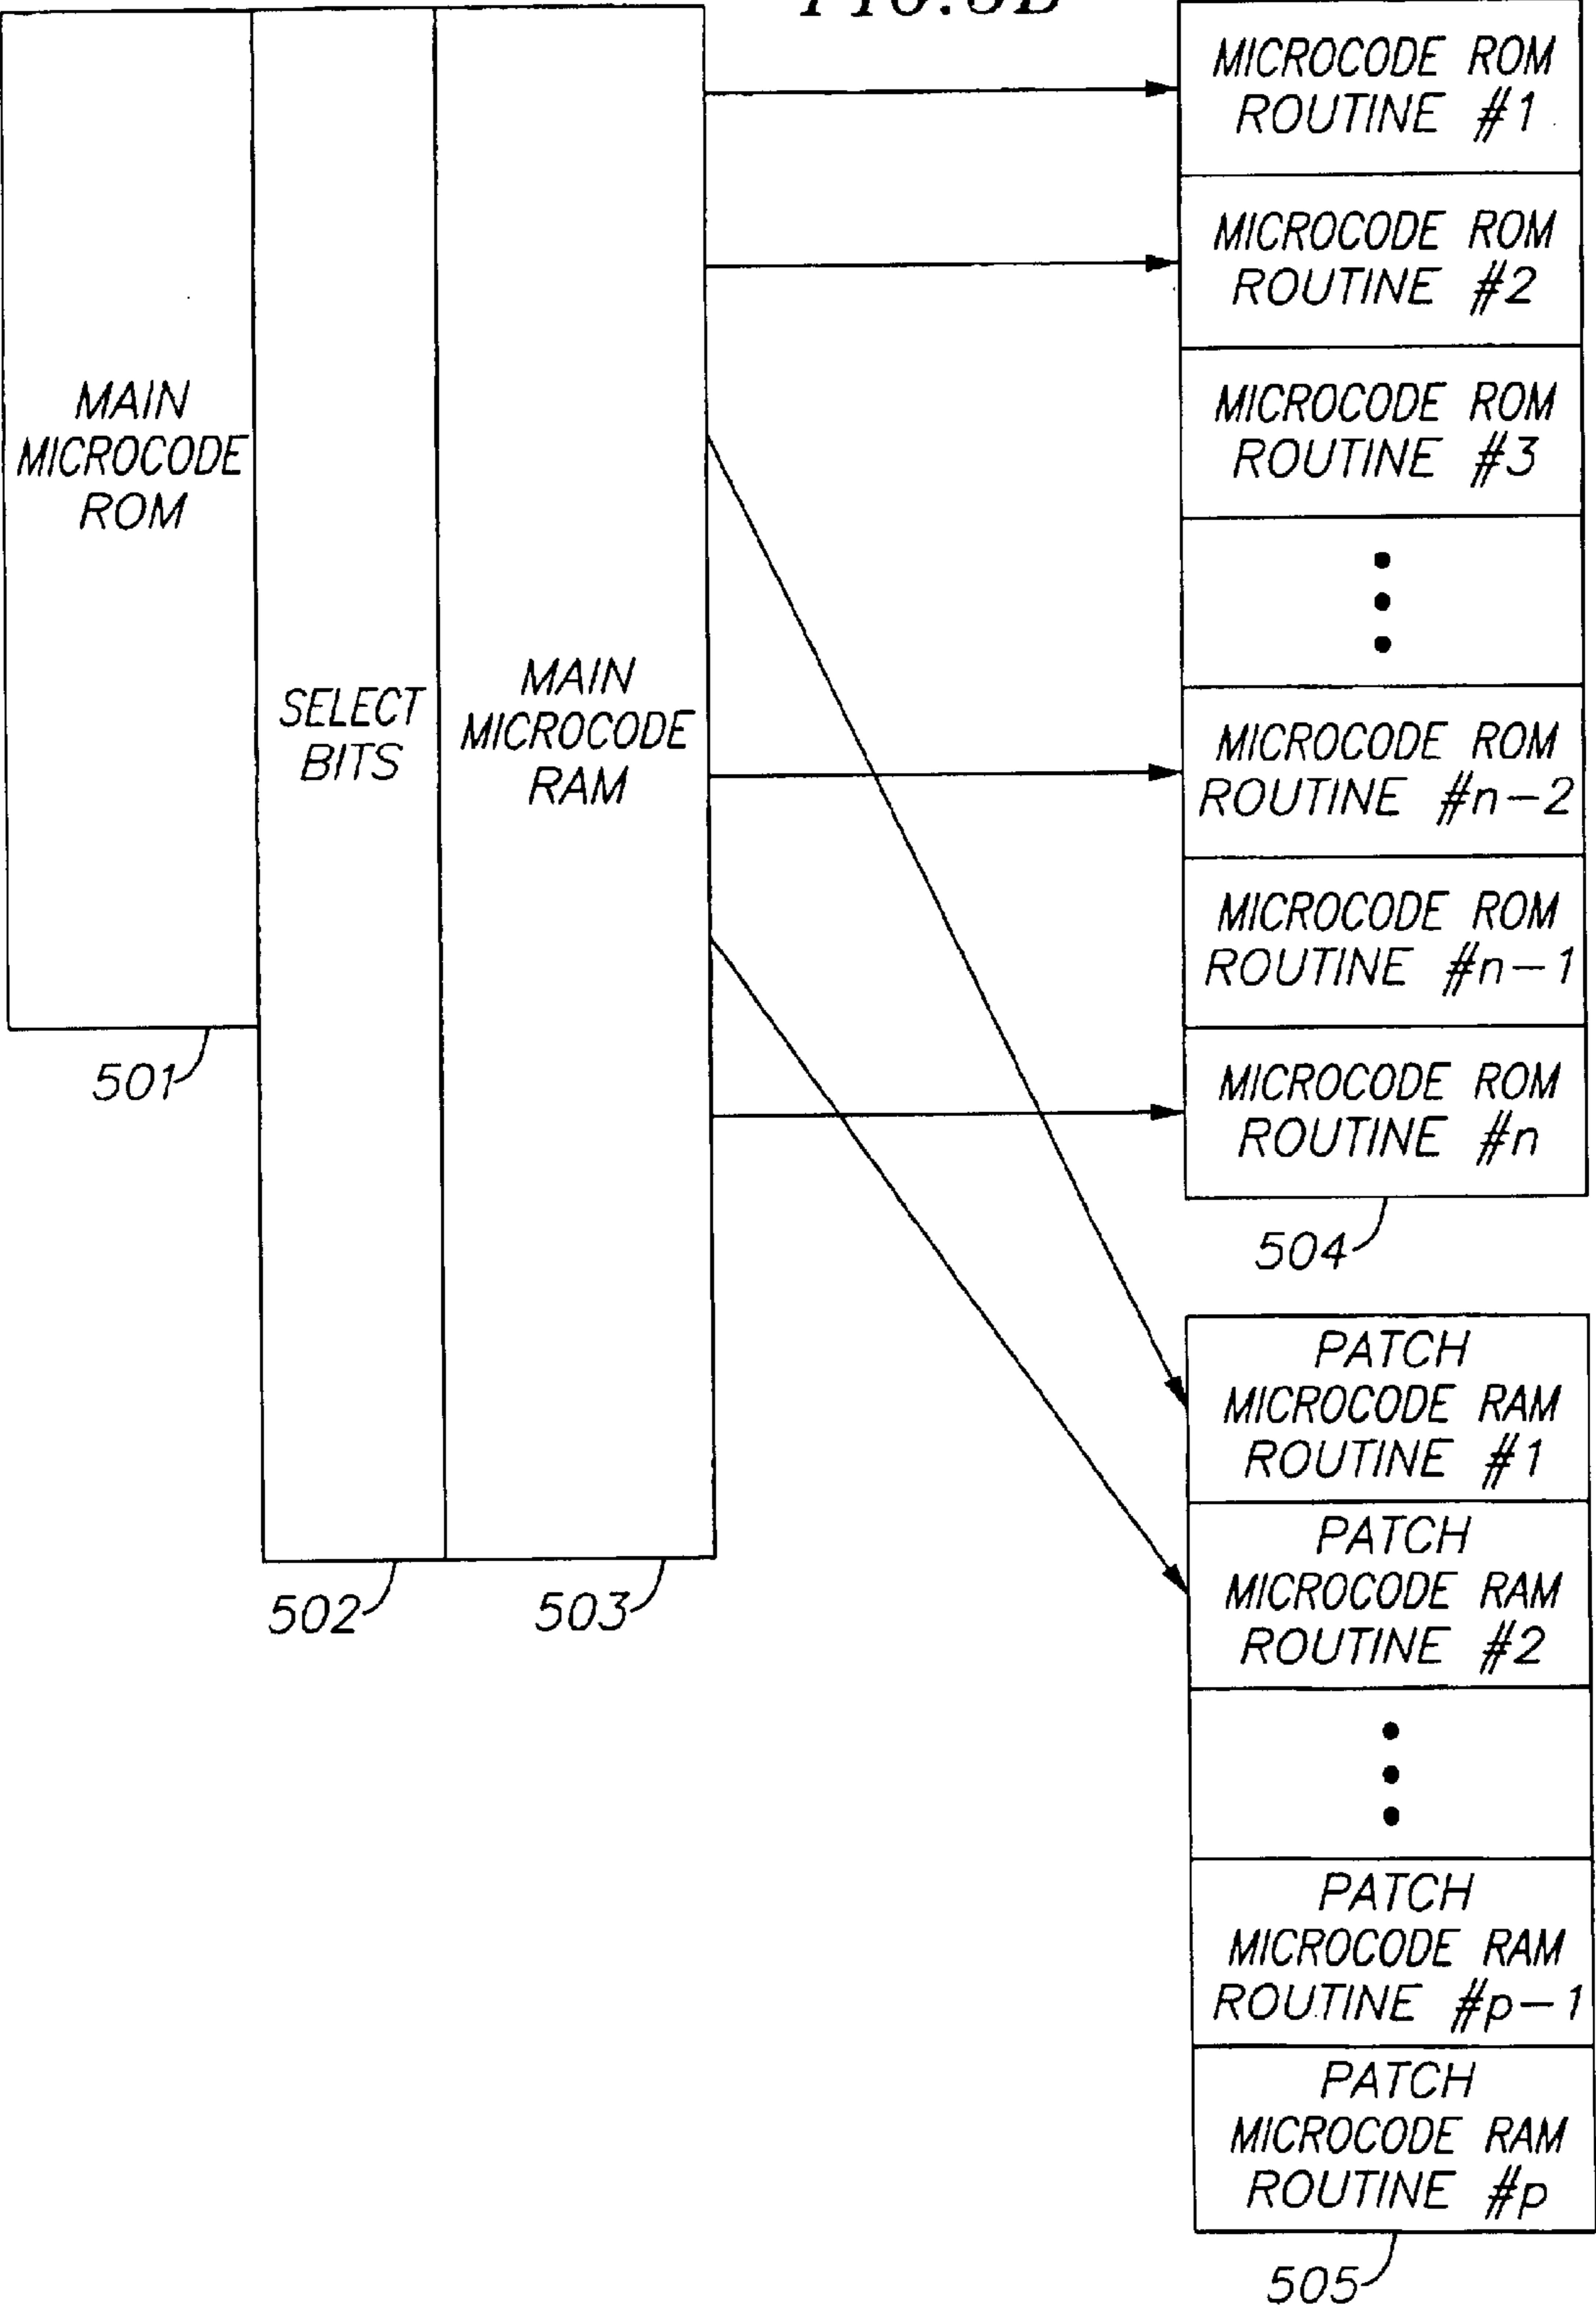 MAIN
MICROCODE
ROM
501
SELECT
BITS
502
MAIN
MICROCODE
RAM
503
MICROCODE ROM
ROUTINE #1
MICROCODE ROM
ROUTINE #2
MICROCODE ROM
ROUTINE #3
MICROCODE ROM
ROUTINE #n-2
MICROCODE ROM
ROUTINE #n-1
MICROCODE ROM
ROUTINE #n
504
PATCH
MICROCODE RAM
ROUTINE #1
PATCH
MICROCODE RAM
ROUTINE #2
PATCH
MICROCODE RAM
ROUTINE #p-1
PATCH
MICROCODE RAM
ROUTINE #p
505